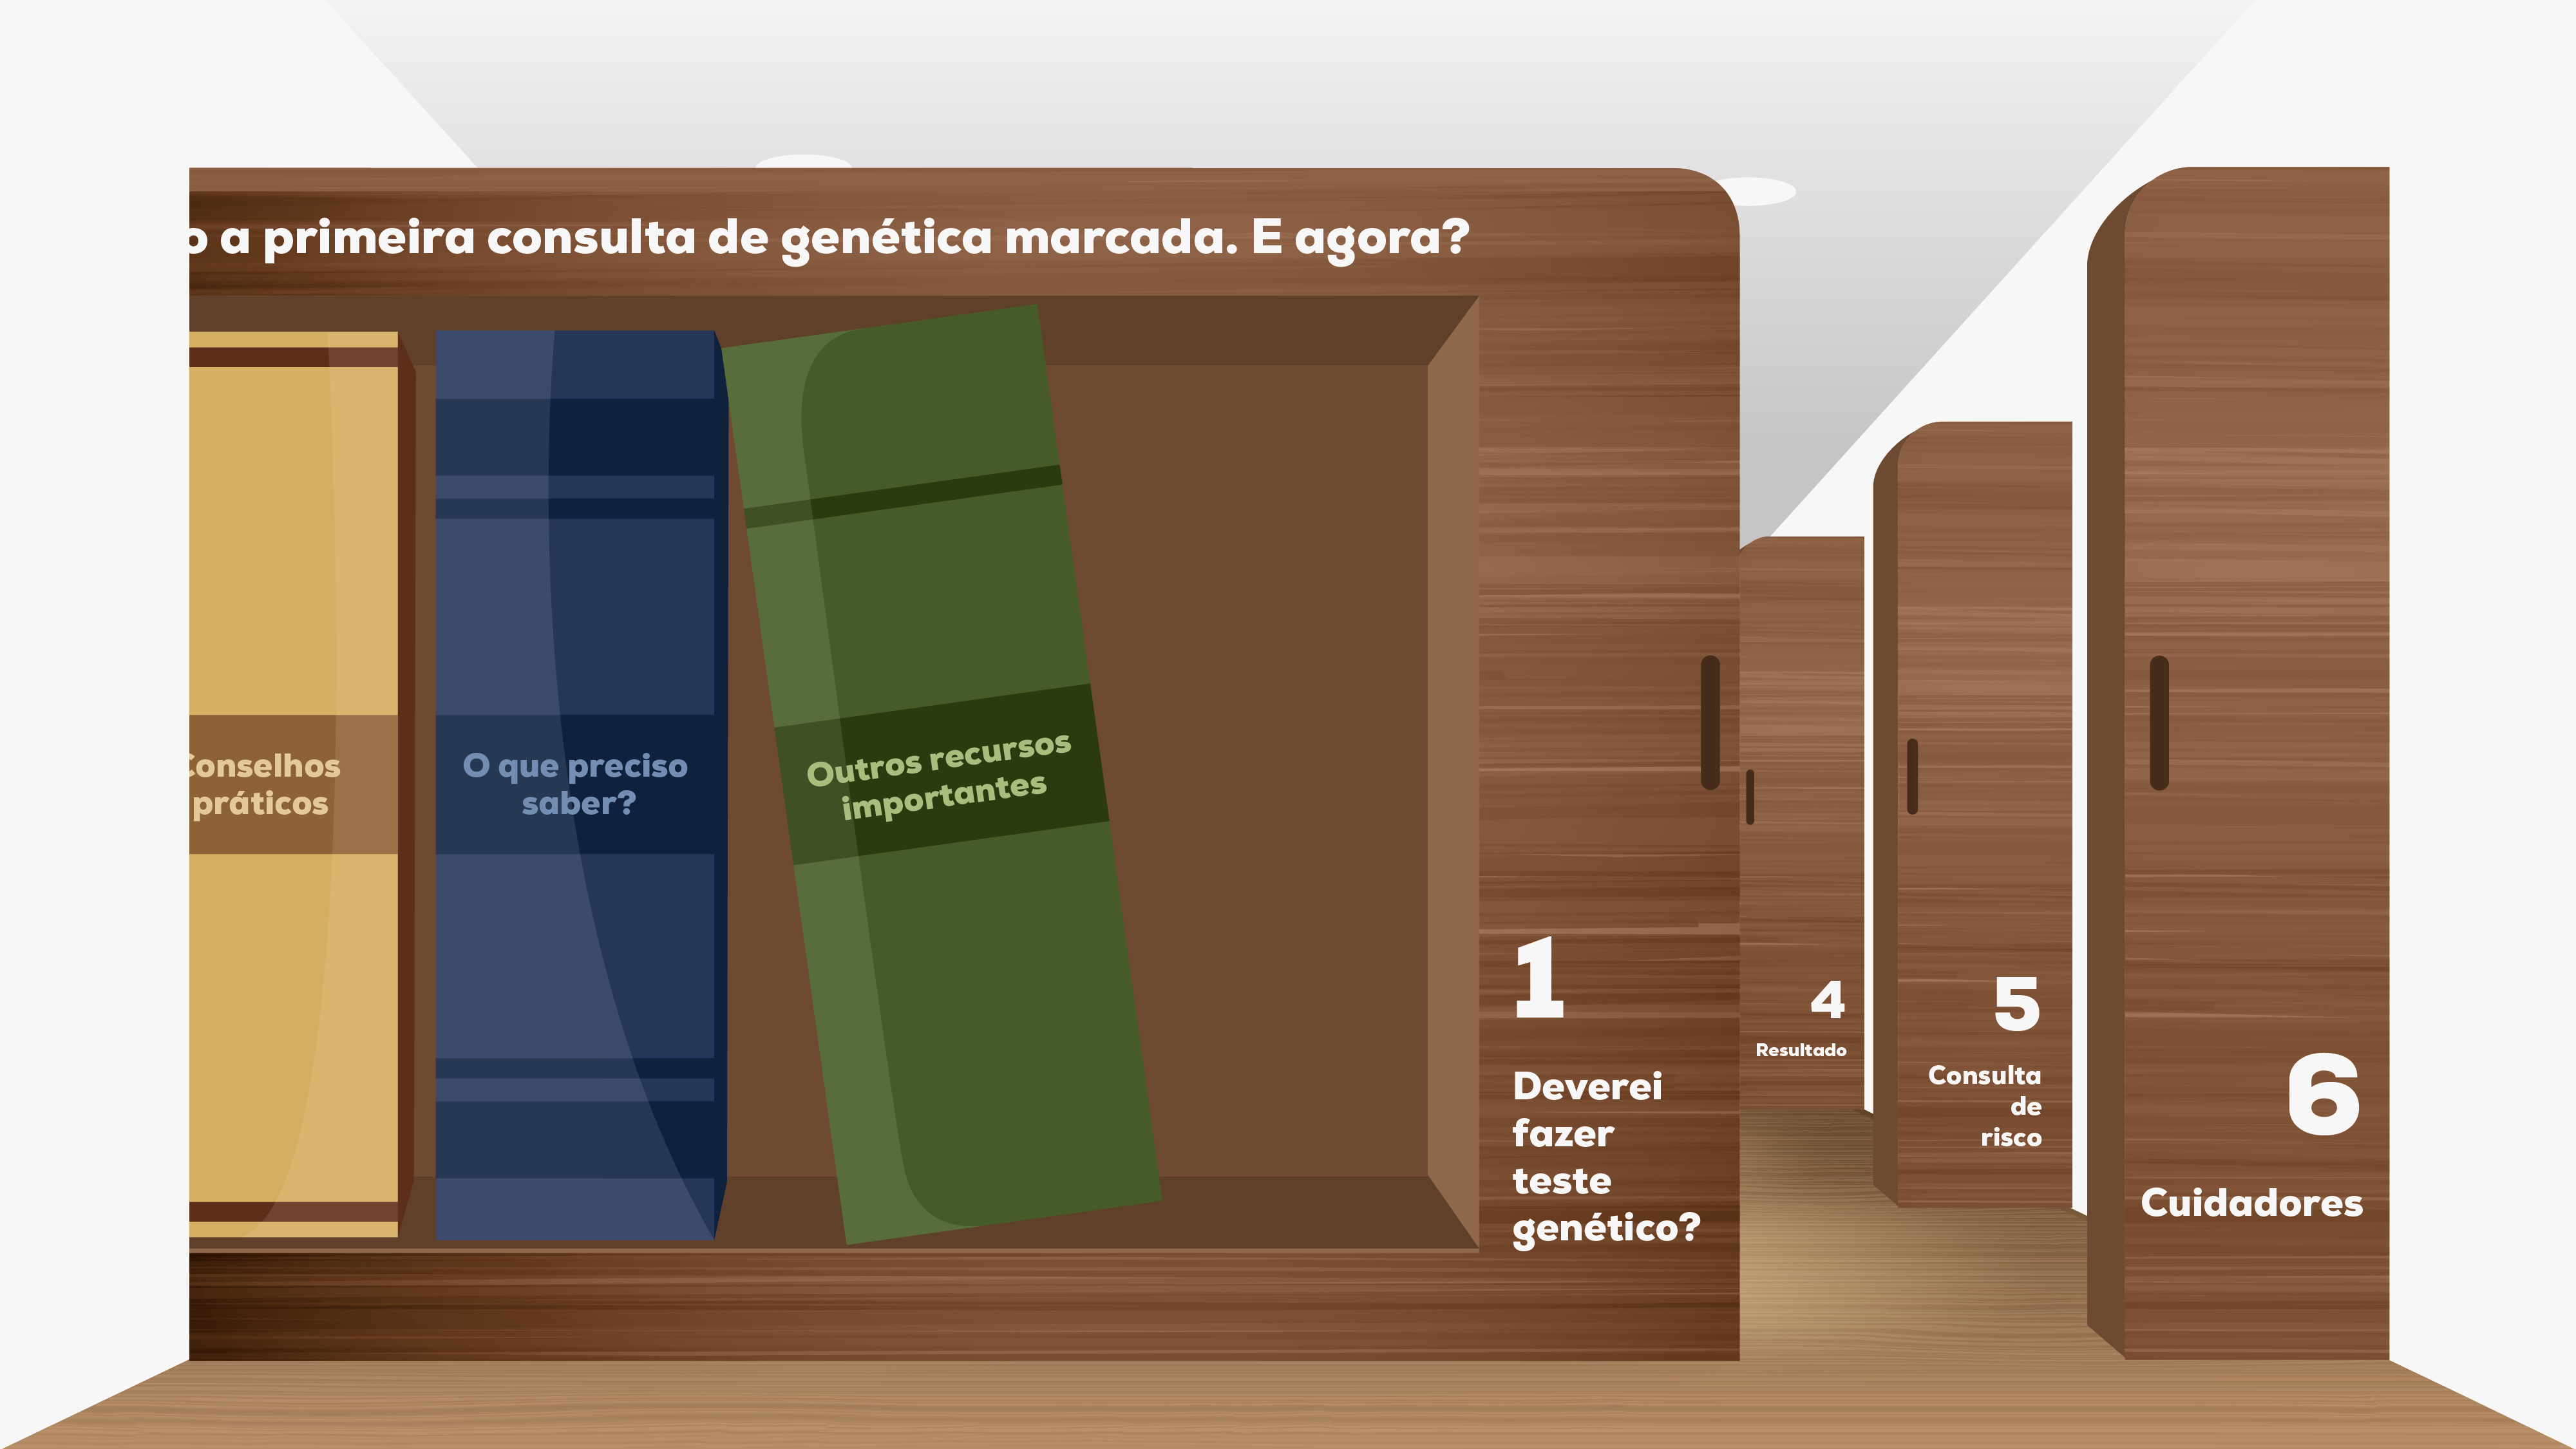 o a primeira consulta de genética marcada. E agora?
Conselhos
práticos
O que preciso
saber?
Outros recursos
importantes
1
Deverei
fazer
teste
genético?
4
Resultado
5
Consulta
de
risco
6
Cuidadores